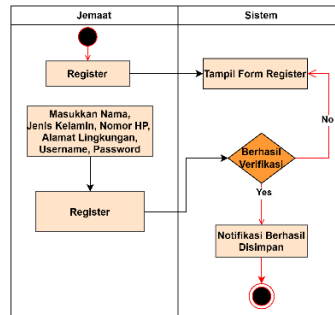 Jemaat
Sistem
Register
Tampil Form Register
Masukkan Nama,
Jenis Kelamin, Nomor HP,
Alamat Lingkungan,
Username, Password
No
Berhasil
Verifikasi
Yes
Register
Notifikasi Berhasil
Disimpan